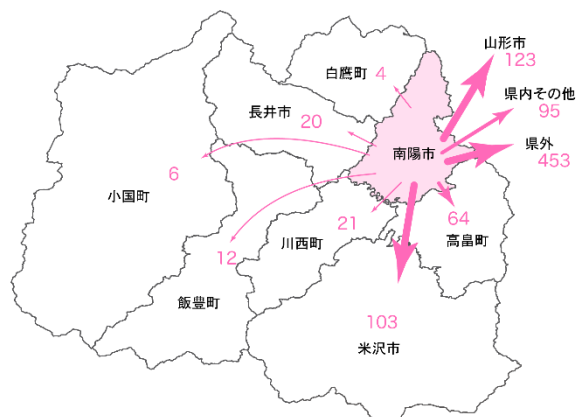 山形市
123
白鷹町
4
県内その他
95
長井市
20
県外
453
南陽市
6
小国町
64
21
川西町
高畠町
12
飯豊町
103
米沢市